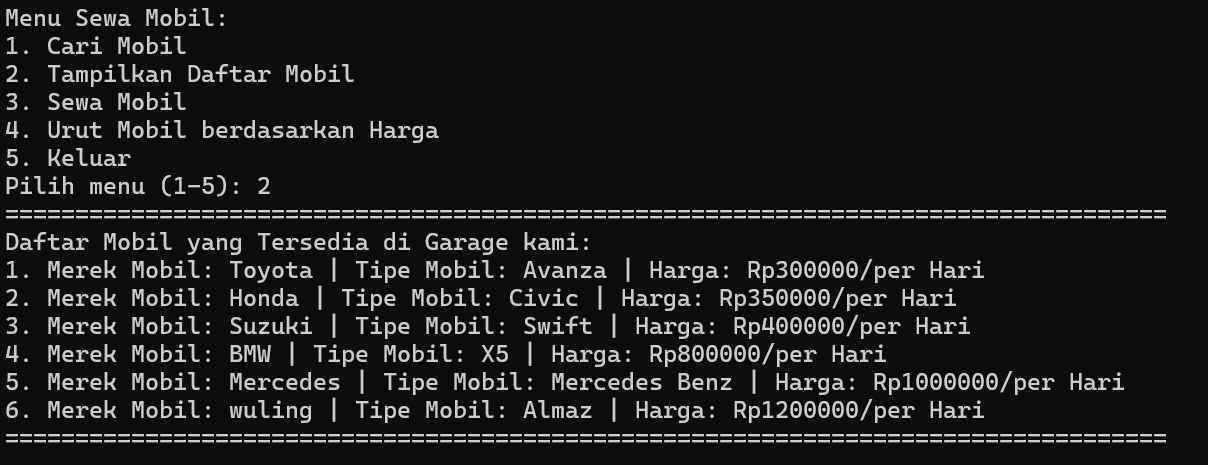 Menu Sewa Mobil:
1. Cari Mobil
2. Tampilkan Daftar Mobil
3. Sewa Mobil
4. Urut Mobil berdasarkan Harga
5. Keluar
Pilih menu (1-5): 2
===================================================================================
Daftar Mobil yang Tersedia di Garage kami:
1. Merek Mobil: Toyota | Tipe Mobil: Avanza | Harga: Rp300000/per Hari
2. Merek Mobil: Honda | Tipe Mobil: Civic | Harga: Rp350000/per Hari
3. Merek Mobil: Suzuki | Tipe Mobil: Swift | Harga: Rp400000/per Hari
4. Merek Mobil: BMW | Tipe Mobil: X5 | Harga: Rp800000/per Hari
5. Merek Mobil: Mercedes | Tipe Mobil: Mercedes Benz | Harga: Rp1000000/per Hari
6. Merek Mobil: wuling | Tipe Mobil: Almaz | Harga: Rp1200000/per Hari
===================================================================================